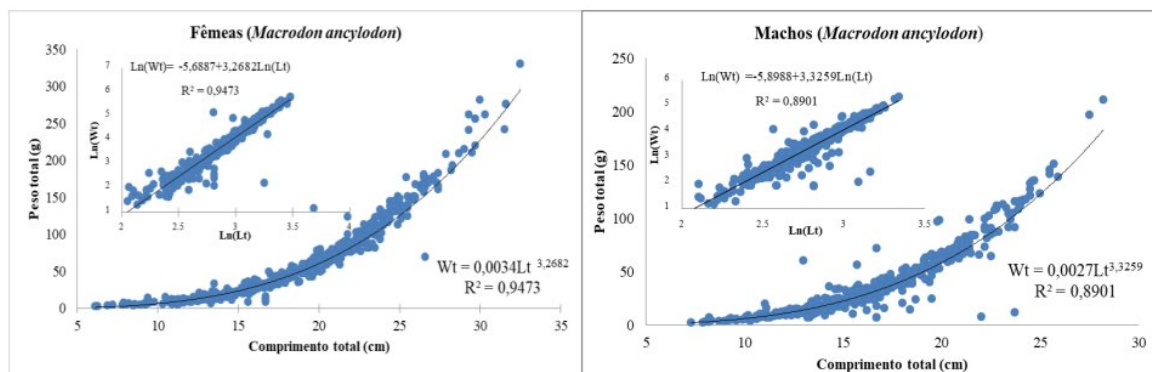 Fêmeas (Macrodon ancylodon)
350
300
250
200
150
100
50
0
Peso total (g)
7
6
5
4
3
2
1
Ln(Wt)
Ln(Wt)= -5,6887+3,2682Ln(Lt)
R² = 0,9473
2
2.5
3
3.5
4
Ln(Lt)
Wt = 0,0034Lt 3,2682
R² = 0,9473
5
10
15
20
25
30
35
Comprimento total (cm)
Machos (Macrodon ancylodon)
250
200
150
100
50
0
Peso total (g)
6
5
4
3
2
1
Ln(Wt)
Ln(Wt) =-5,8988+3,3259Ln(Lt)
R² = 0,8901
2
2.5
3
3.5
Ln(Lt)
Wt = 0,0027Lt3,3259
R² = 0,8901
5
10
15
20
25
30
Comprimento total (cm)